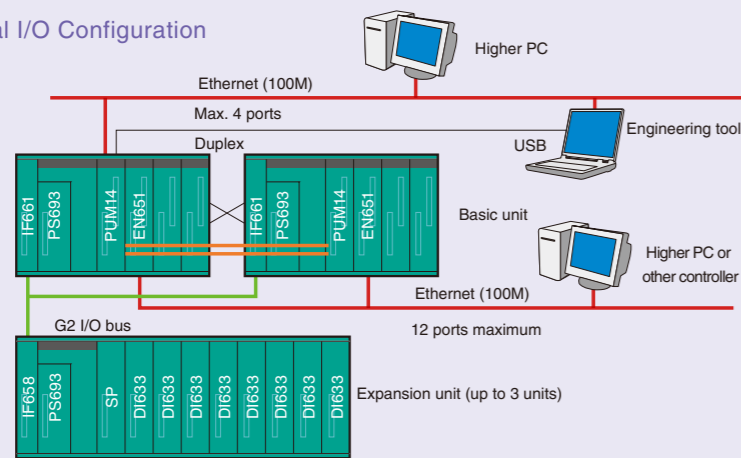 al I/O Configuration
Higher PC
Ethernet (100M)
Max. 4 ports
Duplex
USB
Engineering tool
IF661
PS693
PUM14
EN651
IF661
PS693
PUM14
EN651
Basic unit
Higher PC or
other controller
Ethernet (100M)
G2 I/O bus
12 ports maximum
IF658
PS693
SP
DI633
DI633
DI633
DI633
DI633
DI633
DI633
DI633
Expansion unit (up to 3 units)